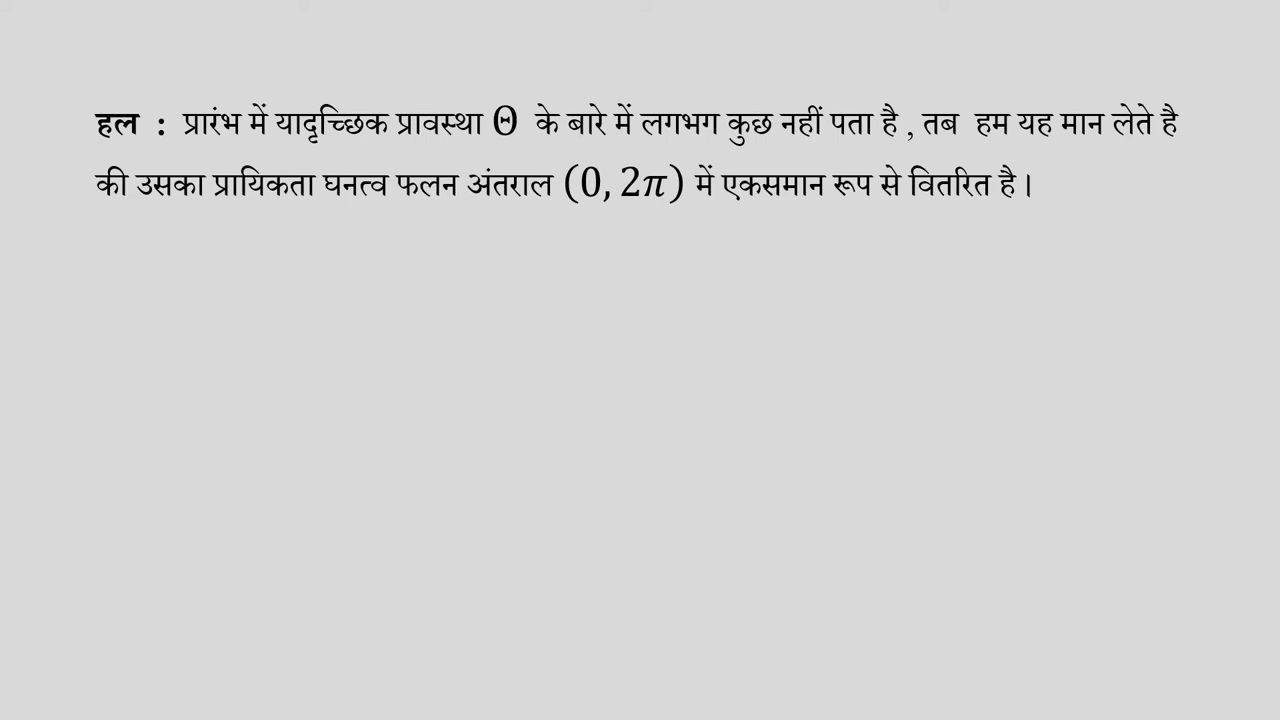 हल : प्रारंभ में यादृच्छिक प्रावस्था Θ के बारे में लगभग कुछ नहीं पता है , तब हम यह मान लेते है
की उसका प्रायिकता घनत्व फलन अंतराल (0, 2π) में एकसमान रूप से वितरित है।